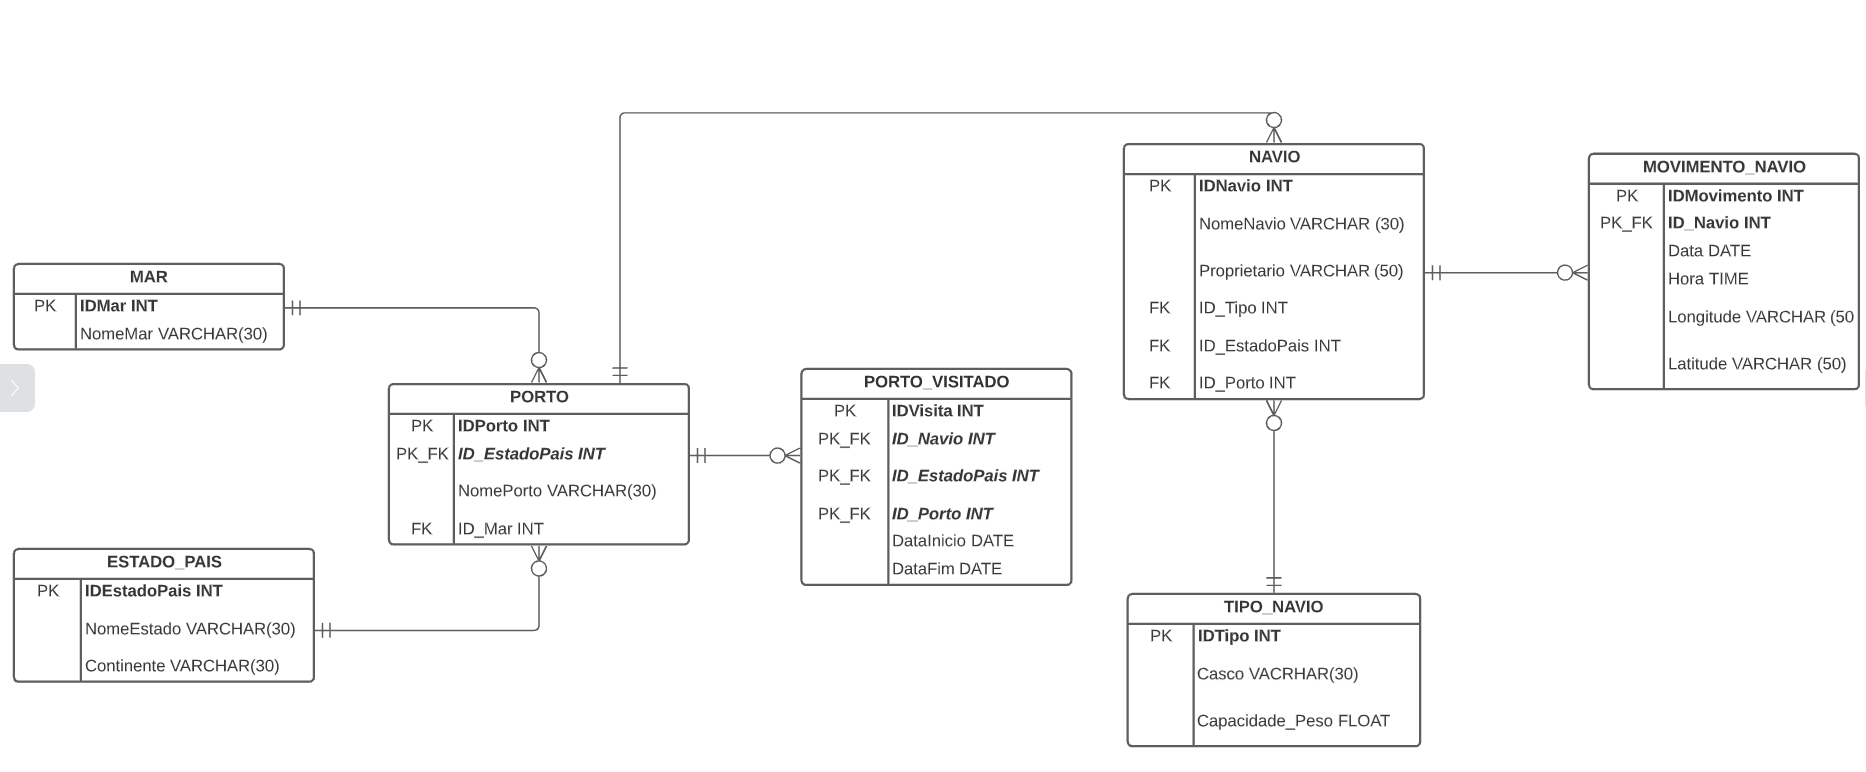 MAR
PK IDMar INT
NomeMar VARCHAR(30)
ESTADO_PAIS
PK IDEstadoPais INT
NomeEstado VARCHAR(30)
Continente VARCHAR(30)
PORTO
PK IDPorto INT
PK_FK ID_EstadoPais INT
NomePorto VARCHAR(30)
FK ID_Mar INT
PORTO_VISITADO
PK IDVisita INT
PK_FK ID_Navio INT
PK_FK ID_EstadoPais INT
PK_FK ID_Porto INT
DataInicio DATE
DataFim DATE
NAVIO
PK IDNavio INT
NomeNavio VARCHAR (30)
Proprietario VARCHAR (50)
FK ID_Tipo INT
FK ID_EstadoPais INT
FK ID_Porto INT
TIPO_NAVIO
PK IDTipo INT
Casco VACRHAR(30)
Capacidade_Peso FLOAT
MOVIMENTO_NAVIO
PK IDMovimento INT
PK_FK ID_Navio INT
Data DATE
Hora TIME
Longitude VARCHAR (50
Latitude VARCHAR (50)